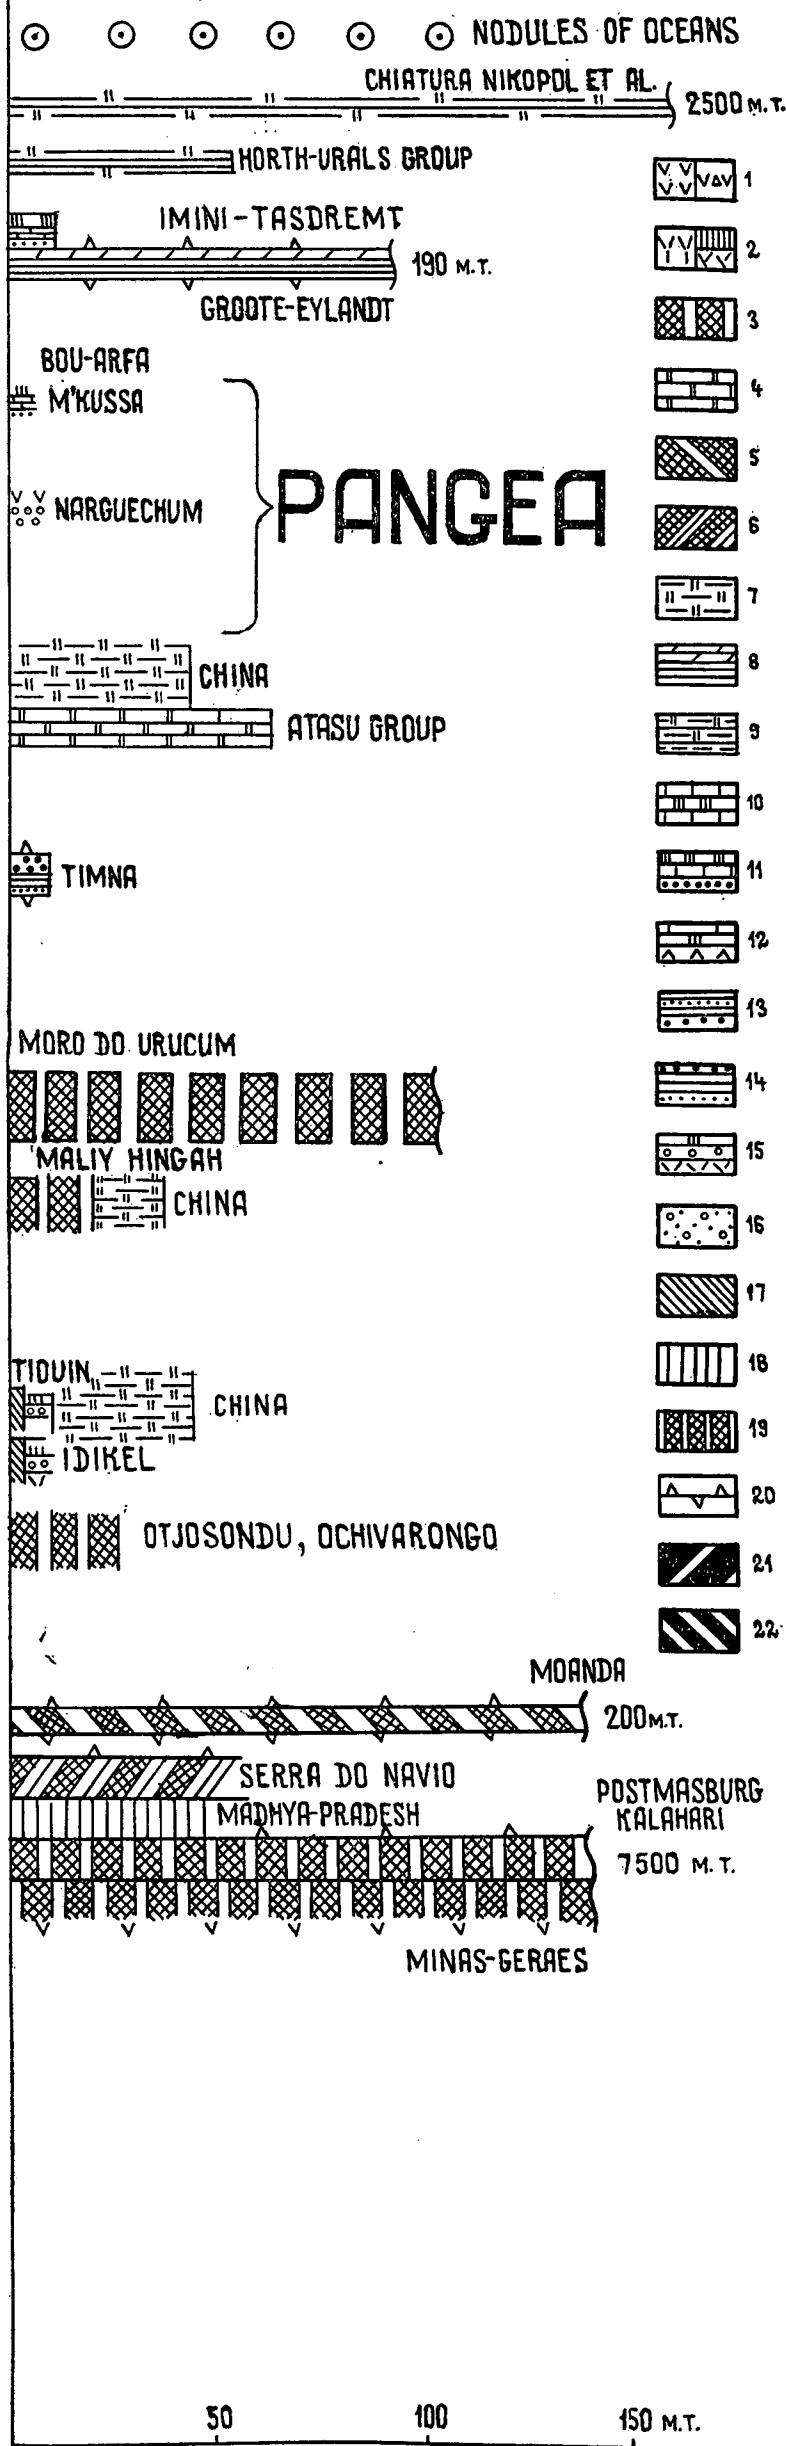 NODULES OF OCEANS
CHIATURA NIKOPOL ET AL.
2500 M.T.
HORTH-URALS GROUP
1
IMINI-TASDREMT
2
190 M.T.
GROOTE-EYLANDT
3
BOU-ARFA
M'KUSSA
4
PANGEA
5
NARGUECHUM
6
7
CHINA
8
ATASU GROUP
9
10
TIMNA
11
12
13
MORO DO URUCUM
14
MALIY HINGAH
15
CHINA
16
17
TIOUIN
18
CHINA
19
IDIKEL
20
OTJOSONDU, OCHIVARONGO
21
22
MOANDA
200 M.T.
SERRA DO NAVIO
POSTMASBURG
MADHYA-PRADESH
KALAHARI
7500 M.T.
MINAS-GERAES
50
100
150 M.T.